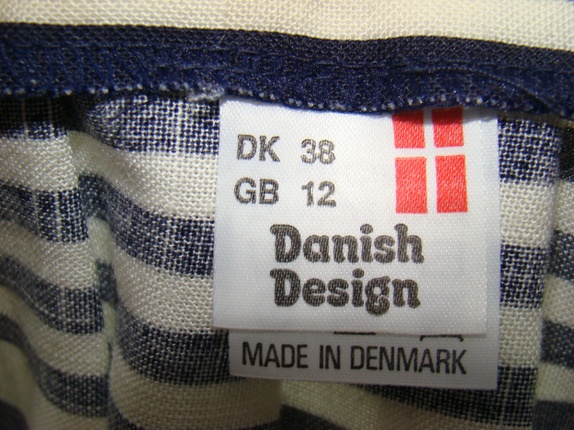 DK 38
GB 12
Danish
Design
MADE IN DENMARK